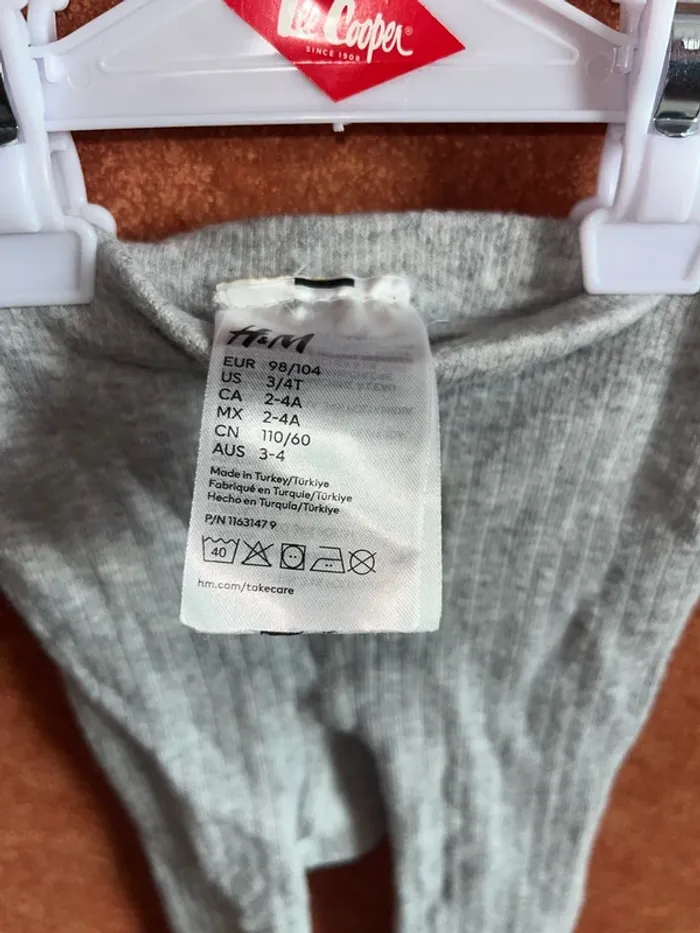 Lee Cooper®
SINCE 1908
H&M
EUR 98/104
US 3/4T
CA 2-4A
MX 2-4A
CN 110/60
AUS 3-4
Made in Turkey/Türkiye
Fabriqué en Turquie/Türkiye
Hecho en Turquía/Türkiye
P/N 1163147 9
40
hm.com/takecare